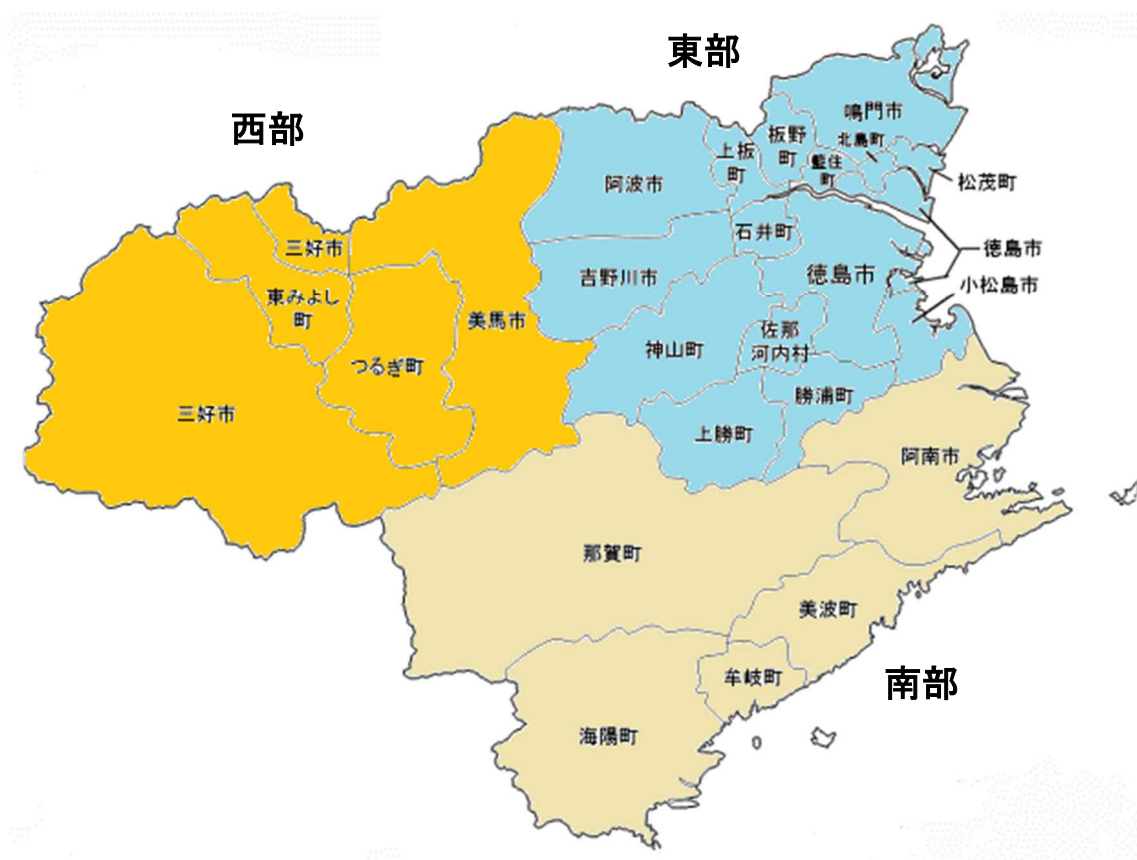 東部
西部
鳴門市
北島町
板野
町
上板
町
藍住
町
阿波市
松茂町
石井町
徳島市
三好市
吉野川市
徳島市
小松島市
東みよし
町
美馬市
佐那
河内村
神山町
つるぎ町
勝浦町
三好市
上勝町
阿南市
那賀町
美波町
牟岐町
南部
海陽町